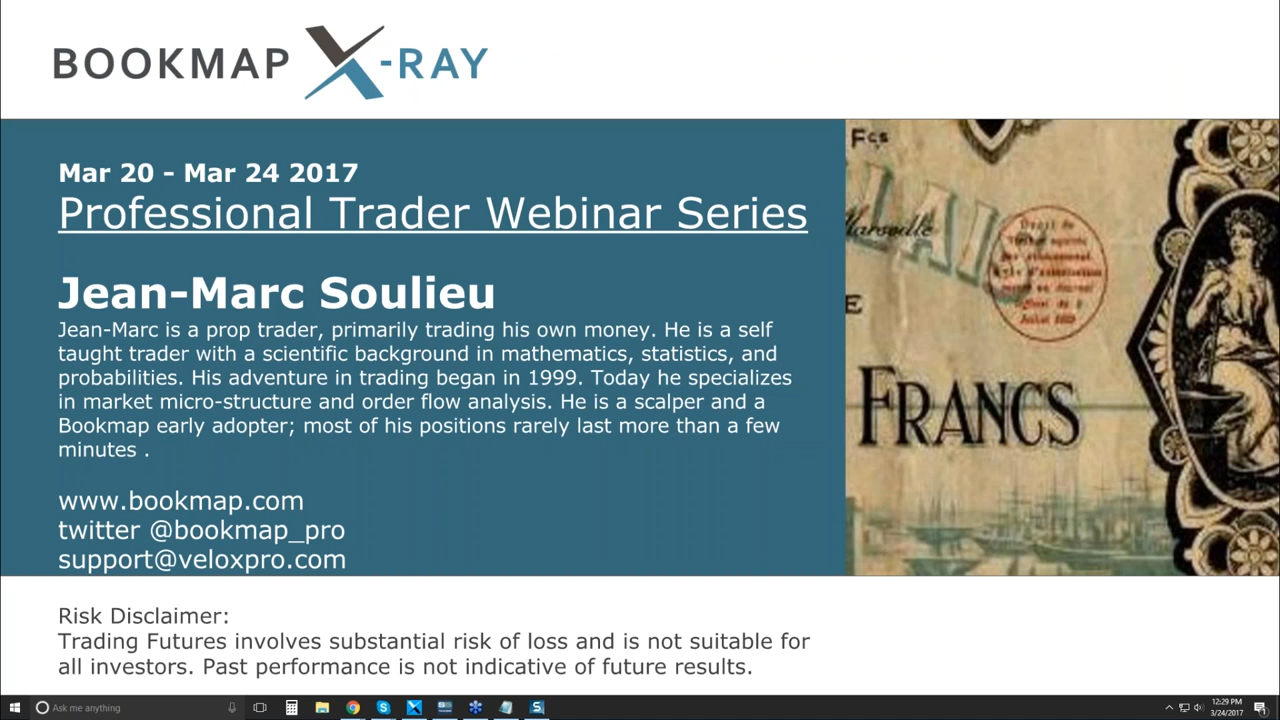 BOOKMAP X-RAY
Mar 20 - Mar 24 2017
Professional Trader Webinar Series
Jean-Marc Soulieu
Jean-Marc is a prop trader, primarily trading his own money. He is a self
taught trader with a scientific background in mathematics, statistics, and
probabilities. His adventure in trading began in 1999. Today he specializes
in market micro-structure and order flow analysis. He is a scalper and a
Bookmap early adopter; most of his positions rarely last more than a few
minutes .
www.bookmap.com
twitter @bookmap_pro
support@veloxpro.com
Fcs
Marseille
E
FRANCS
Risk Disclaimer:
Trading Futures involves substantial risk of loss and is not suitable for
all investors. Past performance is not indicative of future results.
Ask me anything
12:29 PM
3/24/2017